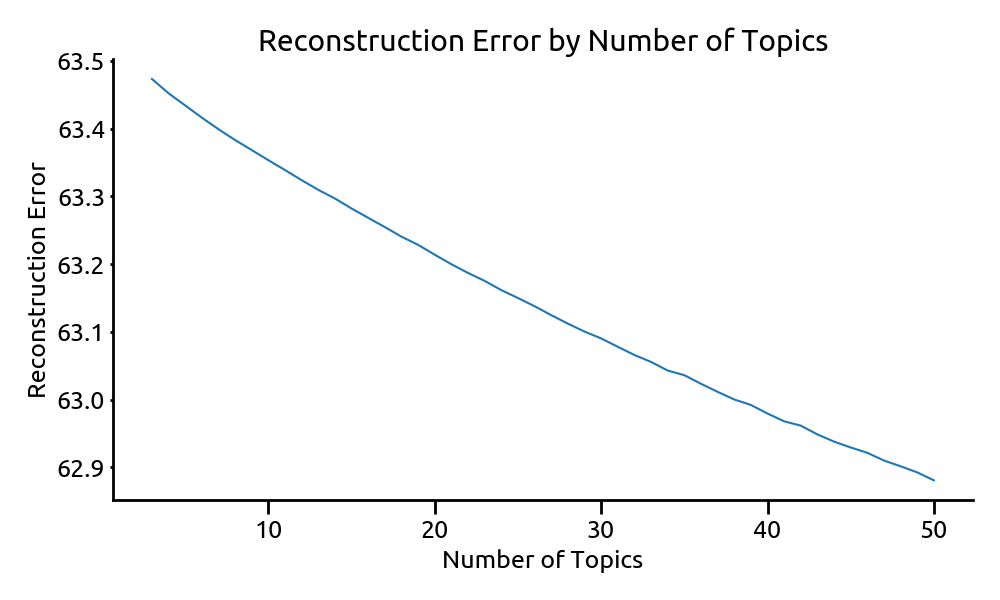 Reconstruction Error by Number of Topics
63.5
63.4
63.3
63.2
63.1
63.0
62.9
Reconstruction Error
10 20 30 40 50
Number of Topics